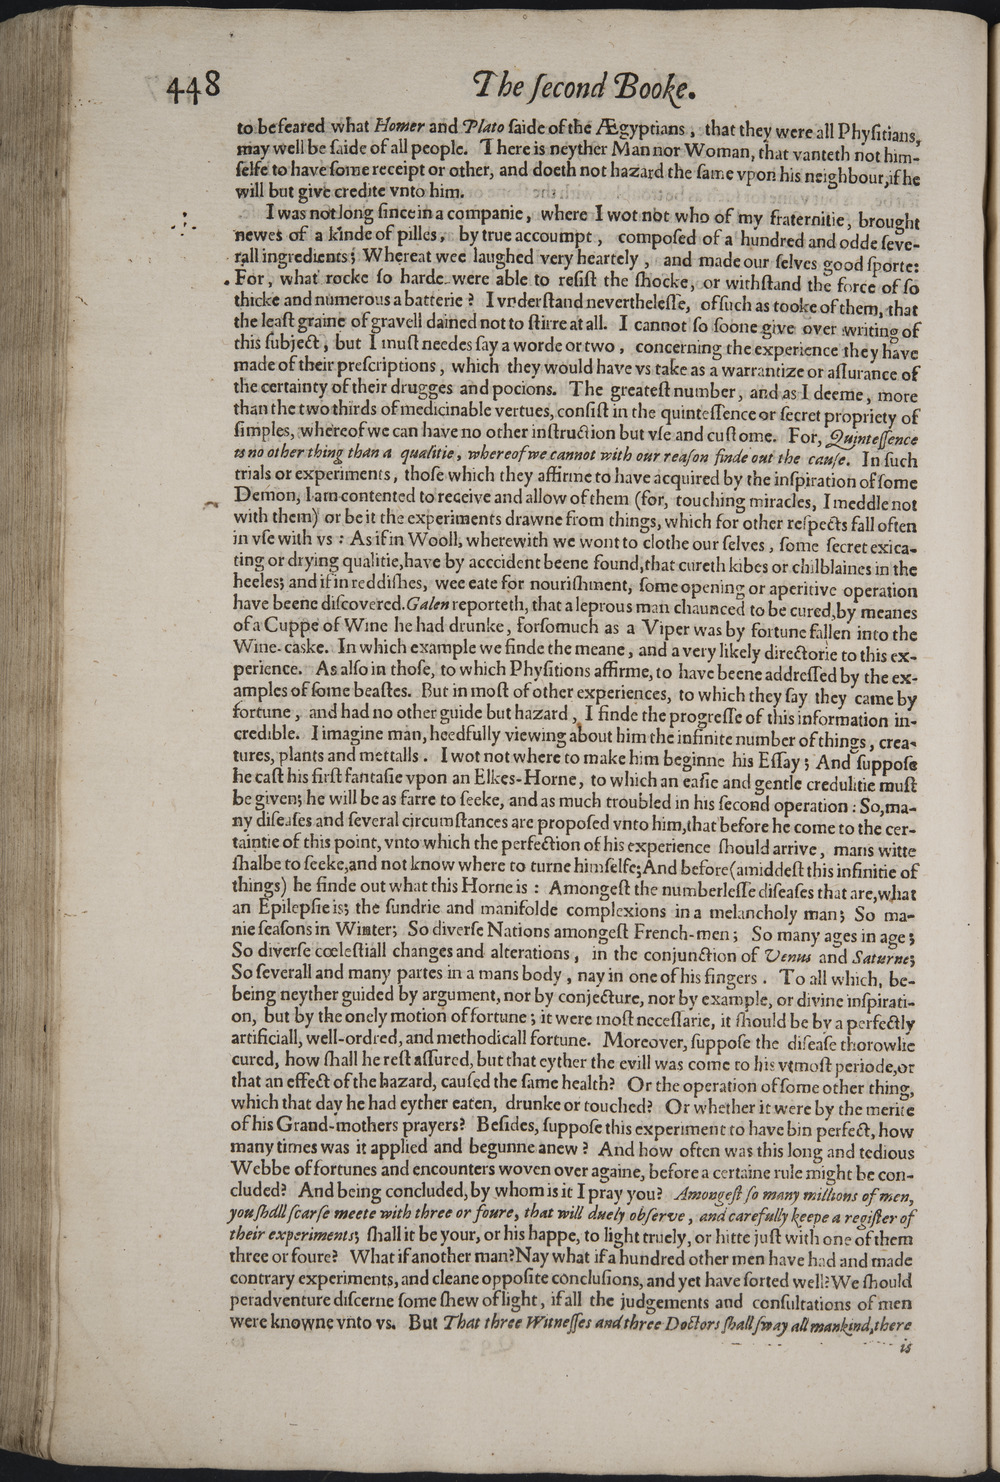 448 The ſecond Booke.
to be feared what Homer and Plato ſaide of the Ægyptians, that they were all Phyſitians,
may well be ſaide of all people. There is neyther Man nor Woman, that vanteth not him-
ſelfe to have ſome receipt or other, and doeth not hazard the ſame vpon his neighbour, if he
will but give credite vnto him.
I was not long ſince in a companie, where I wot not who of my fraternitie, brought
newes of a kinde of pilles, by true accoumpt, compoſed of a hundred and odde ſeve-
rall ingredients; Whereat wee laughed very heartely, and made our ſelves good ſporte:
For, what rocke ſo harde were able to reſiſt the ſhocke, or withſtand the force of ſo
thicke and numerous a batterie? I vnderſtand nevertheleſſe, of ſuch as tooke of them, that
the leaſt graine of gravell dained not to ſtirre at all. I cannot ſo ſoone give over writing of
this ſubject, but I muſt needes ſay a worde or two, concerning the experience they have
made of their preſcriptions, which they would have vs take as a warrantize or aſſurance of
the certainty of their drugges and pocions. The greateſt number, and as I deeme, more
than the two thirds of medicinable vertues, conſiſt in the quinteſſence or ſecret propriety of
ſimples, whereof we can have no other inſtruction but vſe and cuſtome. For, Quinteſſence
is no other thing than a qualitie, whereof we cannot with our reaſon finde out the cauſe. In ſuch
trials or experiments, thoſe which they affirme to have acquired by the inſpiration of ſome
Demon, I am contented to receive and allow of them (for, touching miracles, I meddle not
with them) or be it the experiments drawne from things, which for other reſpects fall often
in vſe with vs: As if in Wooll, wherewith we wont to clothe our ſelves, ſome ſecret exica-
ting or drying qualitie, have by acccident beene found, that cureth kibes or chilblaines in the
heeles; and if in reddiſhes, wee eate for nouriſhment, ſome opening or aperitive operation
have beene diſcovered. Galen reporteth, that a leprous man chaunced to be cured, by meanes
of a Cuppe of Wine he had drunke, forſomuch as a Viper was by fortune fallen into the
Wine-caske. In which example we finde the meane, and a very likely directorie to this ex-
perience. As alſo in thoſe, to which Phyſitions affirme, to have beene addreſſed by the ex-
amples of ſome beaſtes. But in moſt of other experiences, to which they ſay they came by
fortune, and had no other guide but hazard, I finde the progreſſe of this information in-
credible. I imagine man, heedfully viewing about him the infinite number of things, crea-
tures, plants and mettalls. I wot not where to make him beginne his Eſſay; And ſuppoſe
he caſt his firſt fantaſie vpon an Elkes-Horne, to which an eaſie and gentle credulitie muſt
be given; he will be as farre to ſeeke, and as much troubled in his ſecond operation: So, ma-
ny diſeaſes and ſeveral circumſtances are propoſed vnto him, that before he come to the cer-
taintie of this point, vnto which the perfection of his experience ſhould arrive, mans witte
ſhalbe to ſeeke, and not know where to turne himſelfe; And before (amiddeſt this infinitie of
things) he finde out what this Horne is: Amongeſt the numberleſſe diſeaſes that are, what
an Epilepſie is; the ſundrie and manifolde complexions in a melancholy man; So ma-
nie ſeaſons in Winter; So diverſe Nations amongeſt French-men; So many ages in age;
So diverſe cœleſtiall changes and alterations, in the conjunction of Venus and Saturne;
So ſeverall and many partes in a mans body, nay in one of his fingers. To all which, be-
being neyther guided by argument, nor by conjecture, nor by example, or divine inſpirati-
on, but by the onely motion of fortune; it were moſt neceſſarie, it ſhould be by a perfectly
artificiall, well-ordred, and methodicall fortune. Moreover, ſuppoſe the diſeaſe thorowlie
cured, how ſhall he reſt aſſured, but that eyther the evill was come to his vtmoſt periode, or
that an effect of the hazard, cauſed the ſame health? Or the operation of ſome other thing,
which that day he had eyther eaten, drunke or touched? Or whether it were by the merite
of his Grand-mothers prayers? Beſides, ſuppoſe this experiment to have bin perfect, how
many times was it applied and begunne anew? And how often was this long and tedious
Webbe of fortunes and encounters woven over againe, before a certaine rule might be con-
cluded? And being concluded, by whom is it I pray you? Amongeſt ſo many millions of men,
you ſhall ſcarſe meete with three or foure, that will duely obſerve, and carefully keepe a regiſter of
their experiments; ſhall it be your, or his happe, to light truely, or hitte juſt with one of them
three or foure? What if another man? Nay what if a hundred other men have had and made
contrary experiments, and cleane oppoſite concluſions, and yet have ſorted well? We ſhould
peradventure diſcerne ſome ſhew of light, if all the judgements and conſultations of men
were knowne vnto vs. But That three Witneſſes and three Doctors ſhall ſway all mankind, there
is